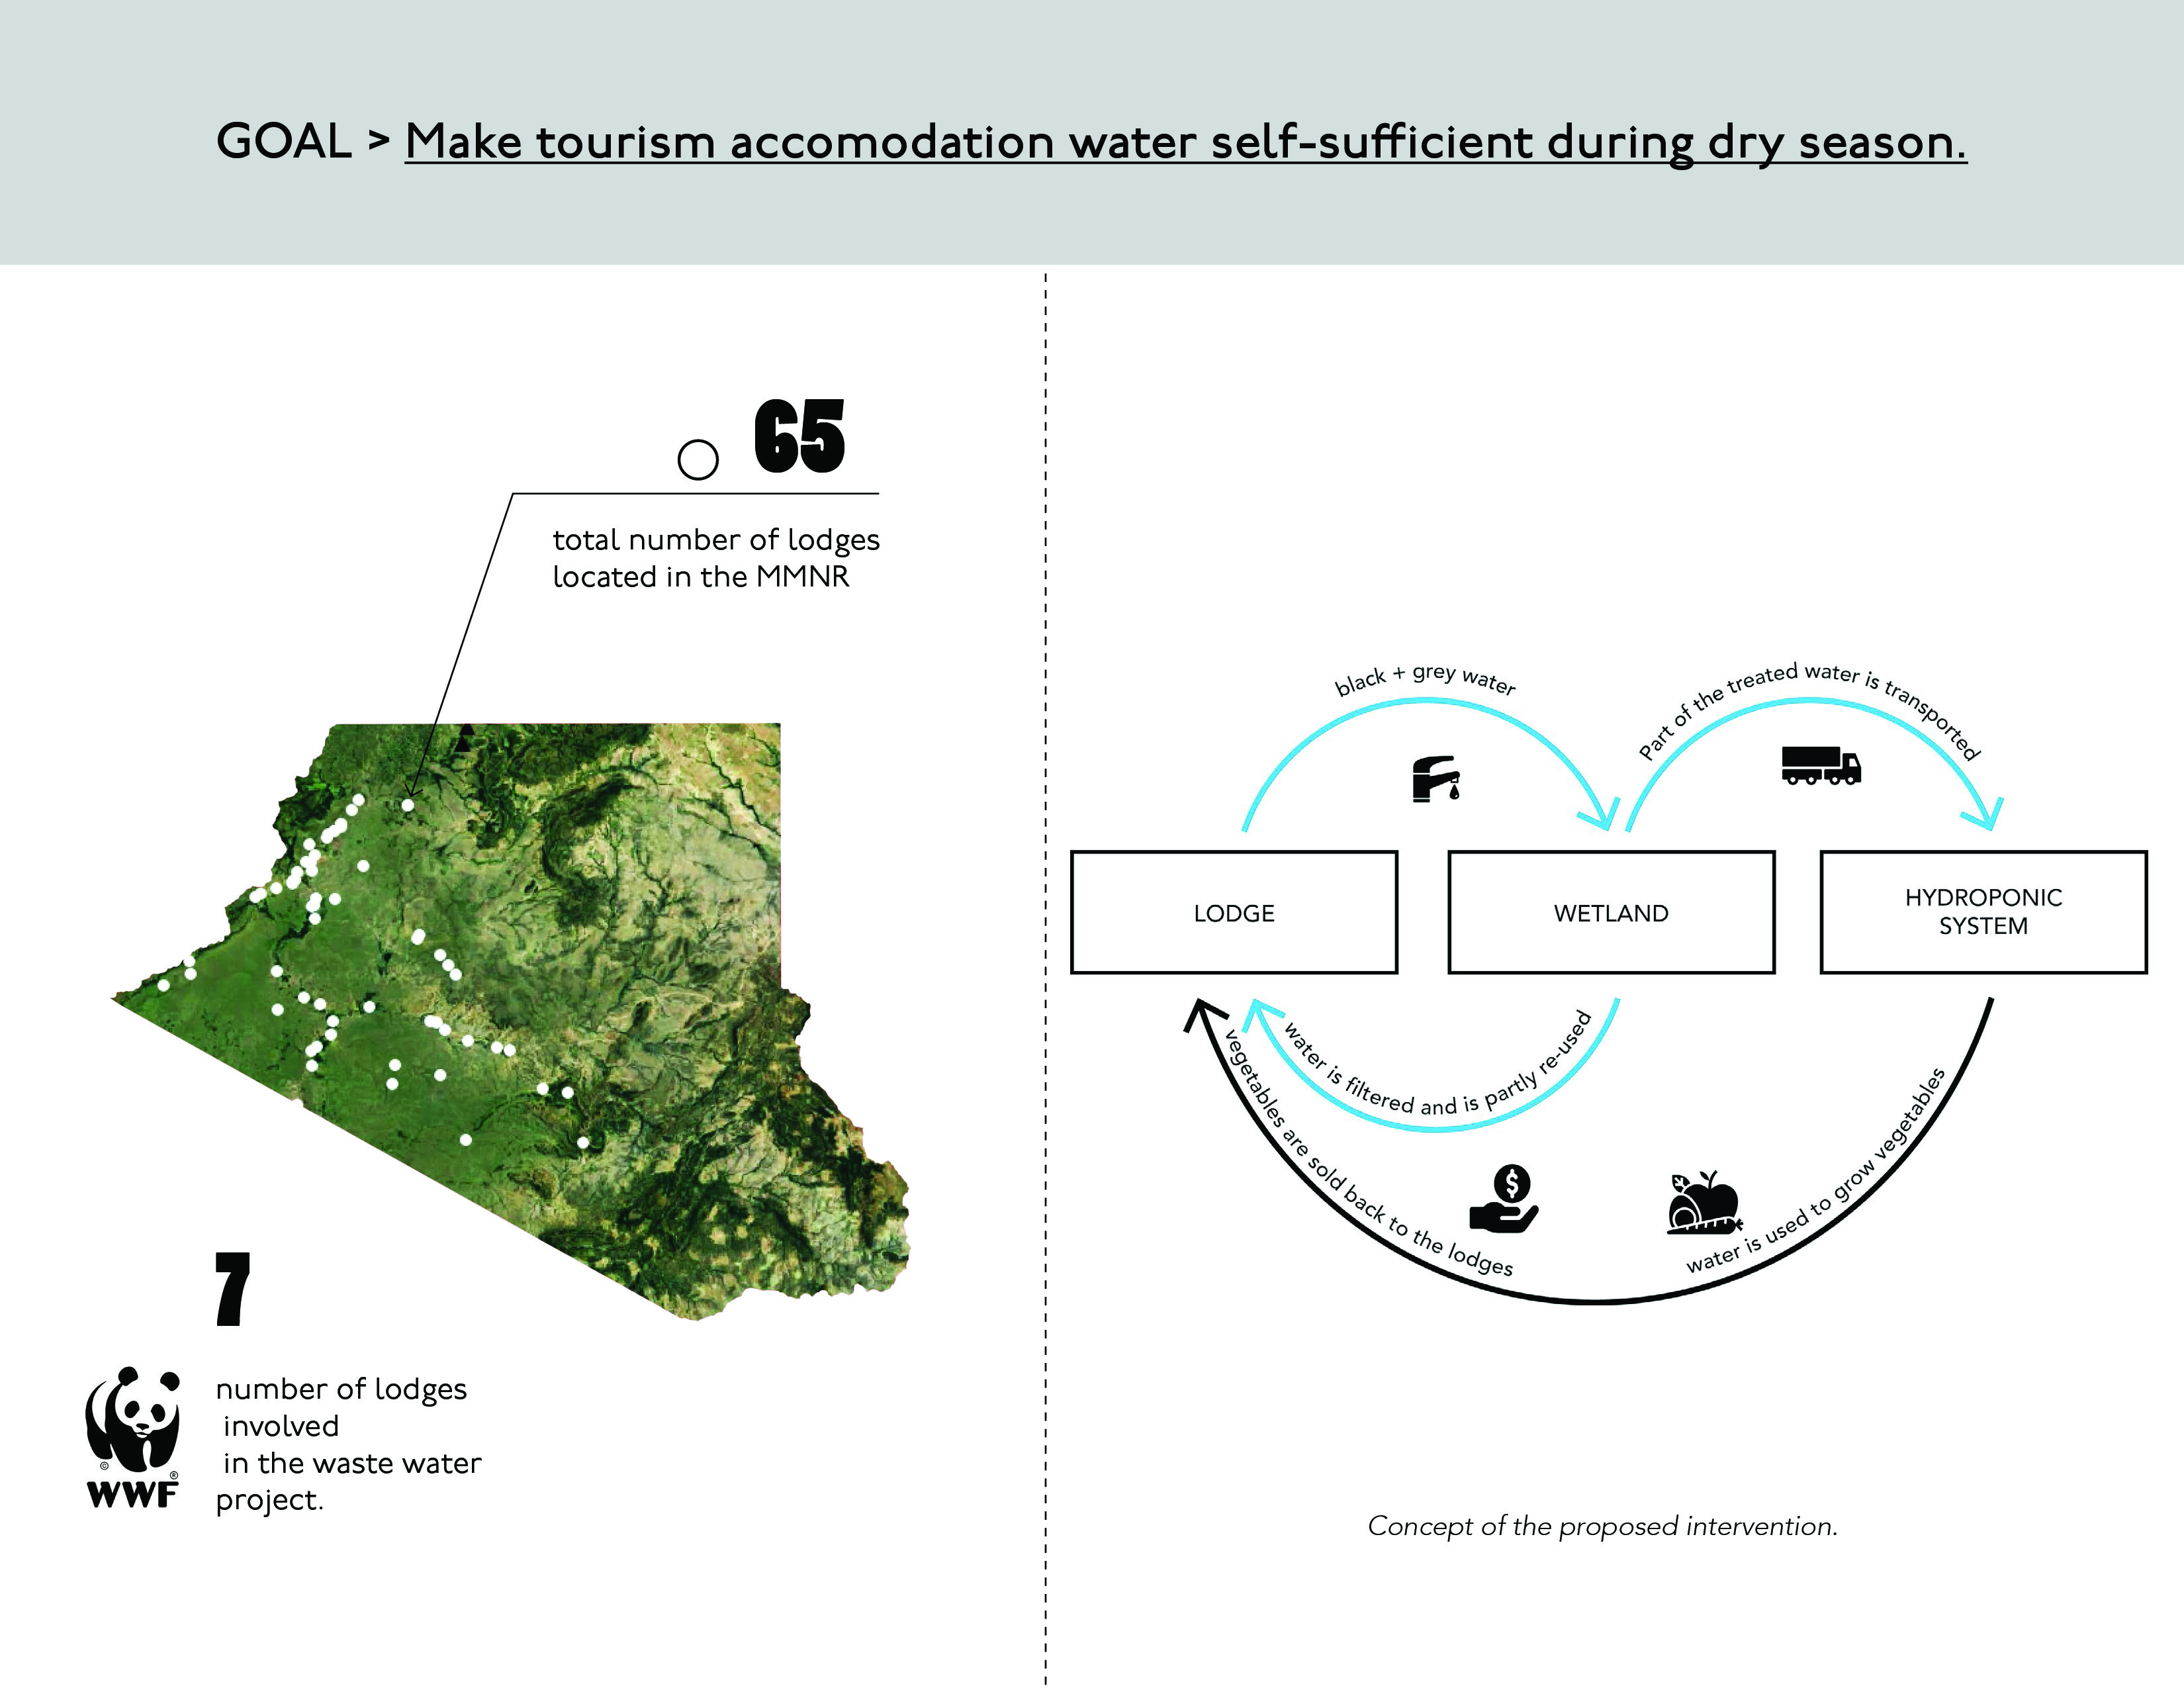 GOAL > Make tourism accomodation water self-sufficient during dry season.
65
total number of lodges
located in the MMNR
7
number of lodges
involved
in the waste water
project.
©
®
WWF
black + grey water
Part of the treated water is transported
LODGE
WETLAND
HYDROPONIC
SYSTEM
water is filtered and is partly re-used
vegetables are sold back to the lodges
$
water is used to grow vegetables
Concept of the proposed intervention.